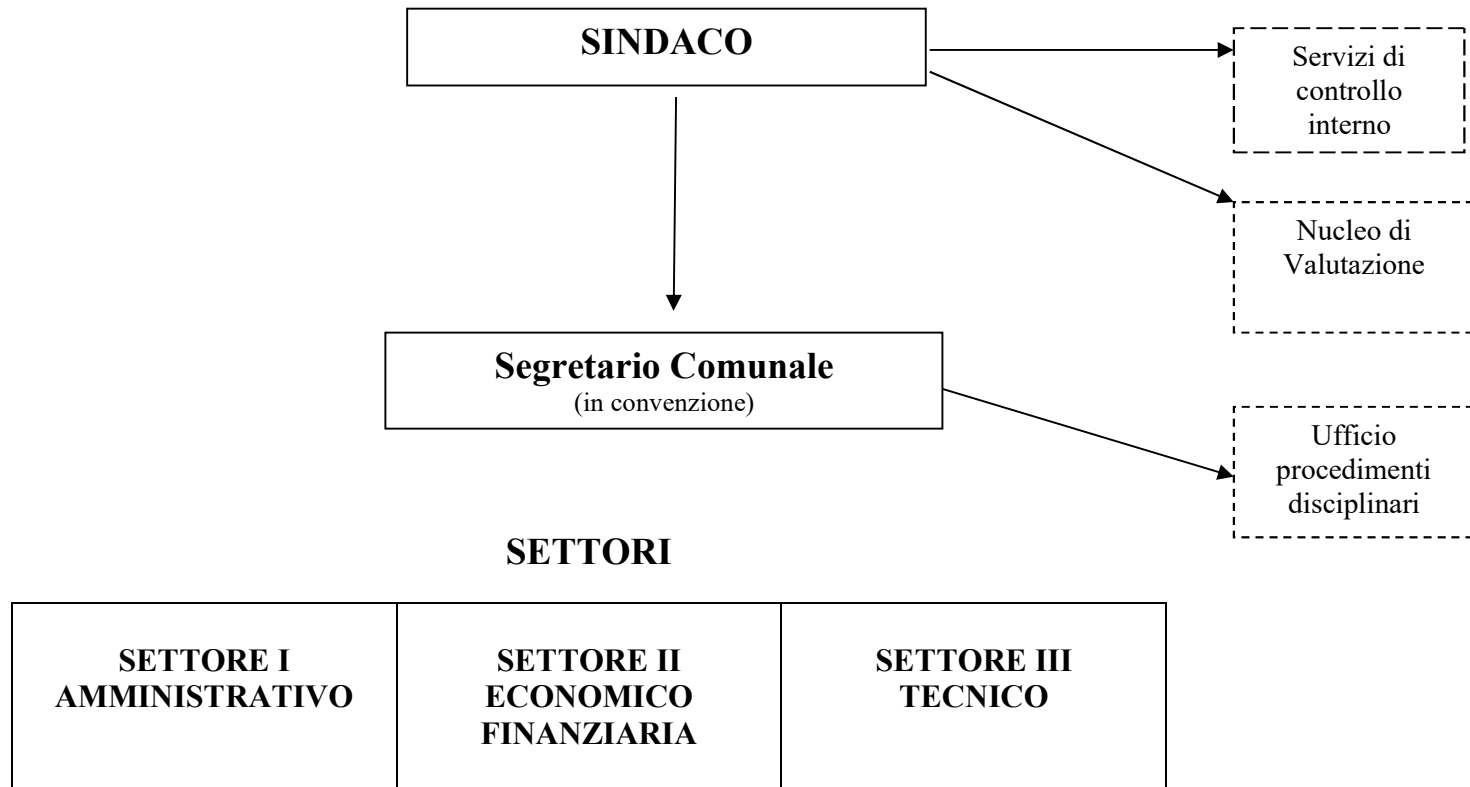 SINDACO
Servizi di
controllo
interno
Nucleo di
Valutazione
Segretario Comunale
(in convenzione)
Ufficio
procedimenti
disciplinari
SETTORI
SETTORE I
AMMINISTRATIVO
SETTORE II
ECONOMICO
FINANZIARIA
SETTORE III
TECNICO